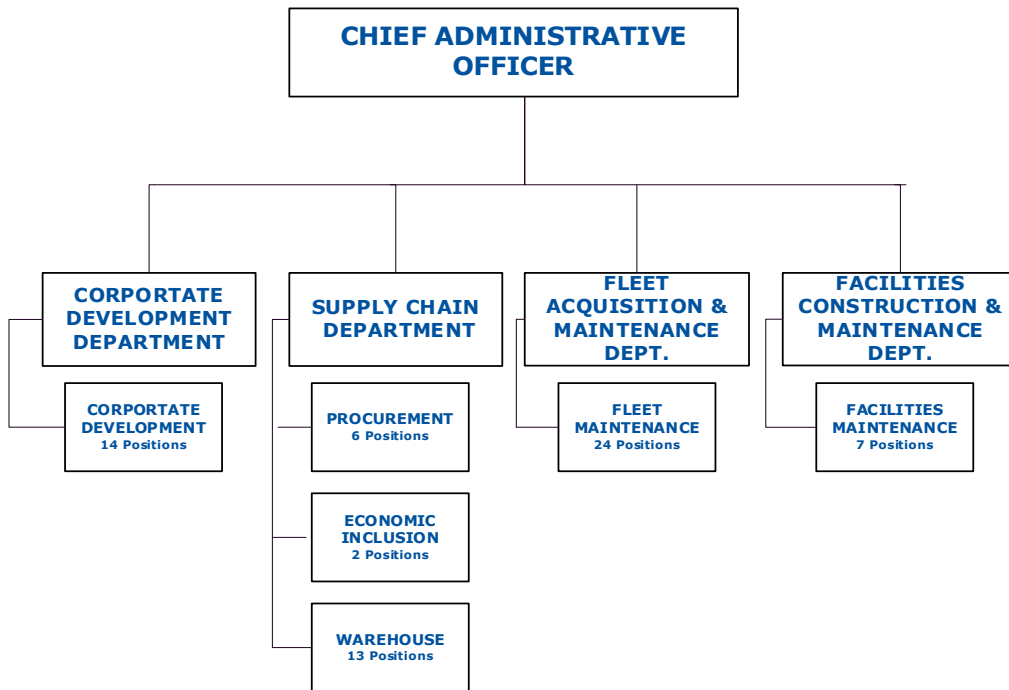 CHIEF ADMINISTRATIVE
OFFICER
CORPORTATE
DEVELOPMENT
DEPARTMENT
SUPPLY CHAIN
DEPARTMENT
FLEET
ACQUISITION &
MAINTENANCE
DEPT.
FACILITIES
CONSTRUCTION &
MAINTENANCE
DEPT.
CORPORTATE
DEVELOPMENT
14 Positions
PROCUREMENT
6 Positions
FLEET
MAINTENANCE
24 Positions
FACILITIES
MAINTENANCE
7 Positions
ECONOMIC
INCLUSION
2 Positions
WAREHOUSE
13 Positions